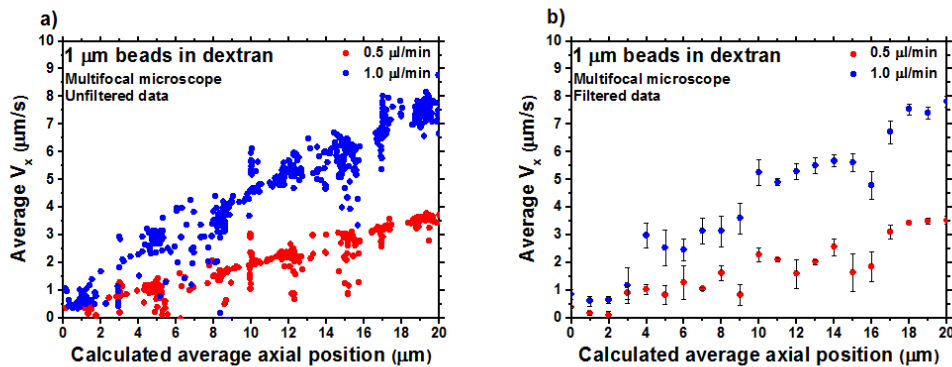 a)
10
9
8
7
6
5
4
3
2
1
0
Average Vx (µm/s)
1 µm beads in dextran
Multifocal microscope
Unfiltered data
0.5 µl/min
1.0 µl/min
0 2 4 6 8 10 12 14 16 18 20
Calculated average axial position (µm)
b)
10
9
8
7
6
5
4
3
2
1
0
Average Vx (µm/s)
1 µm beads in dextran
Multifocal microscope
Filtered data
0.5 µl/min
1.0 µl/min
0 2 4 6 8 10 12 14 16 18 20
Calculated average axial position (µm)